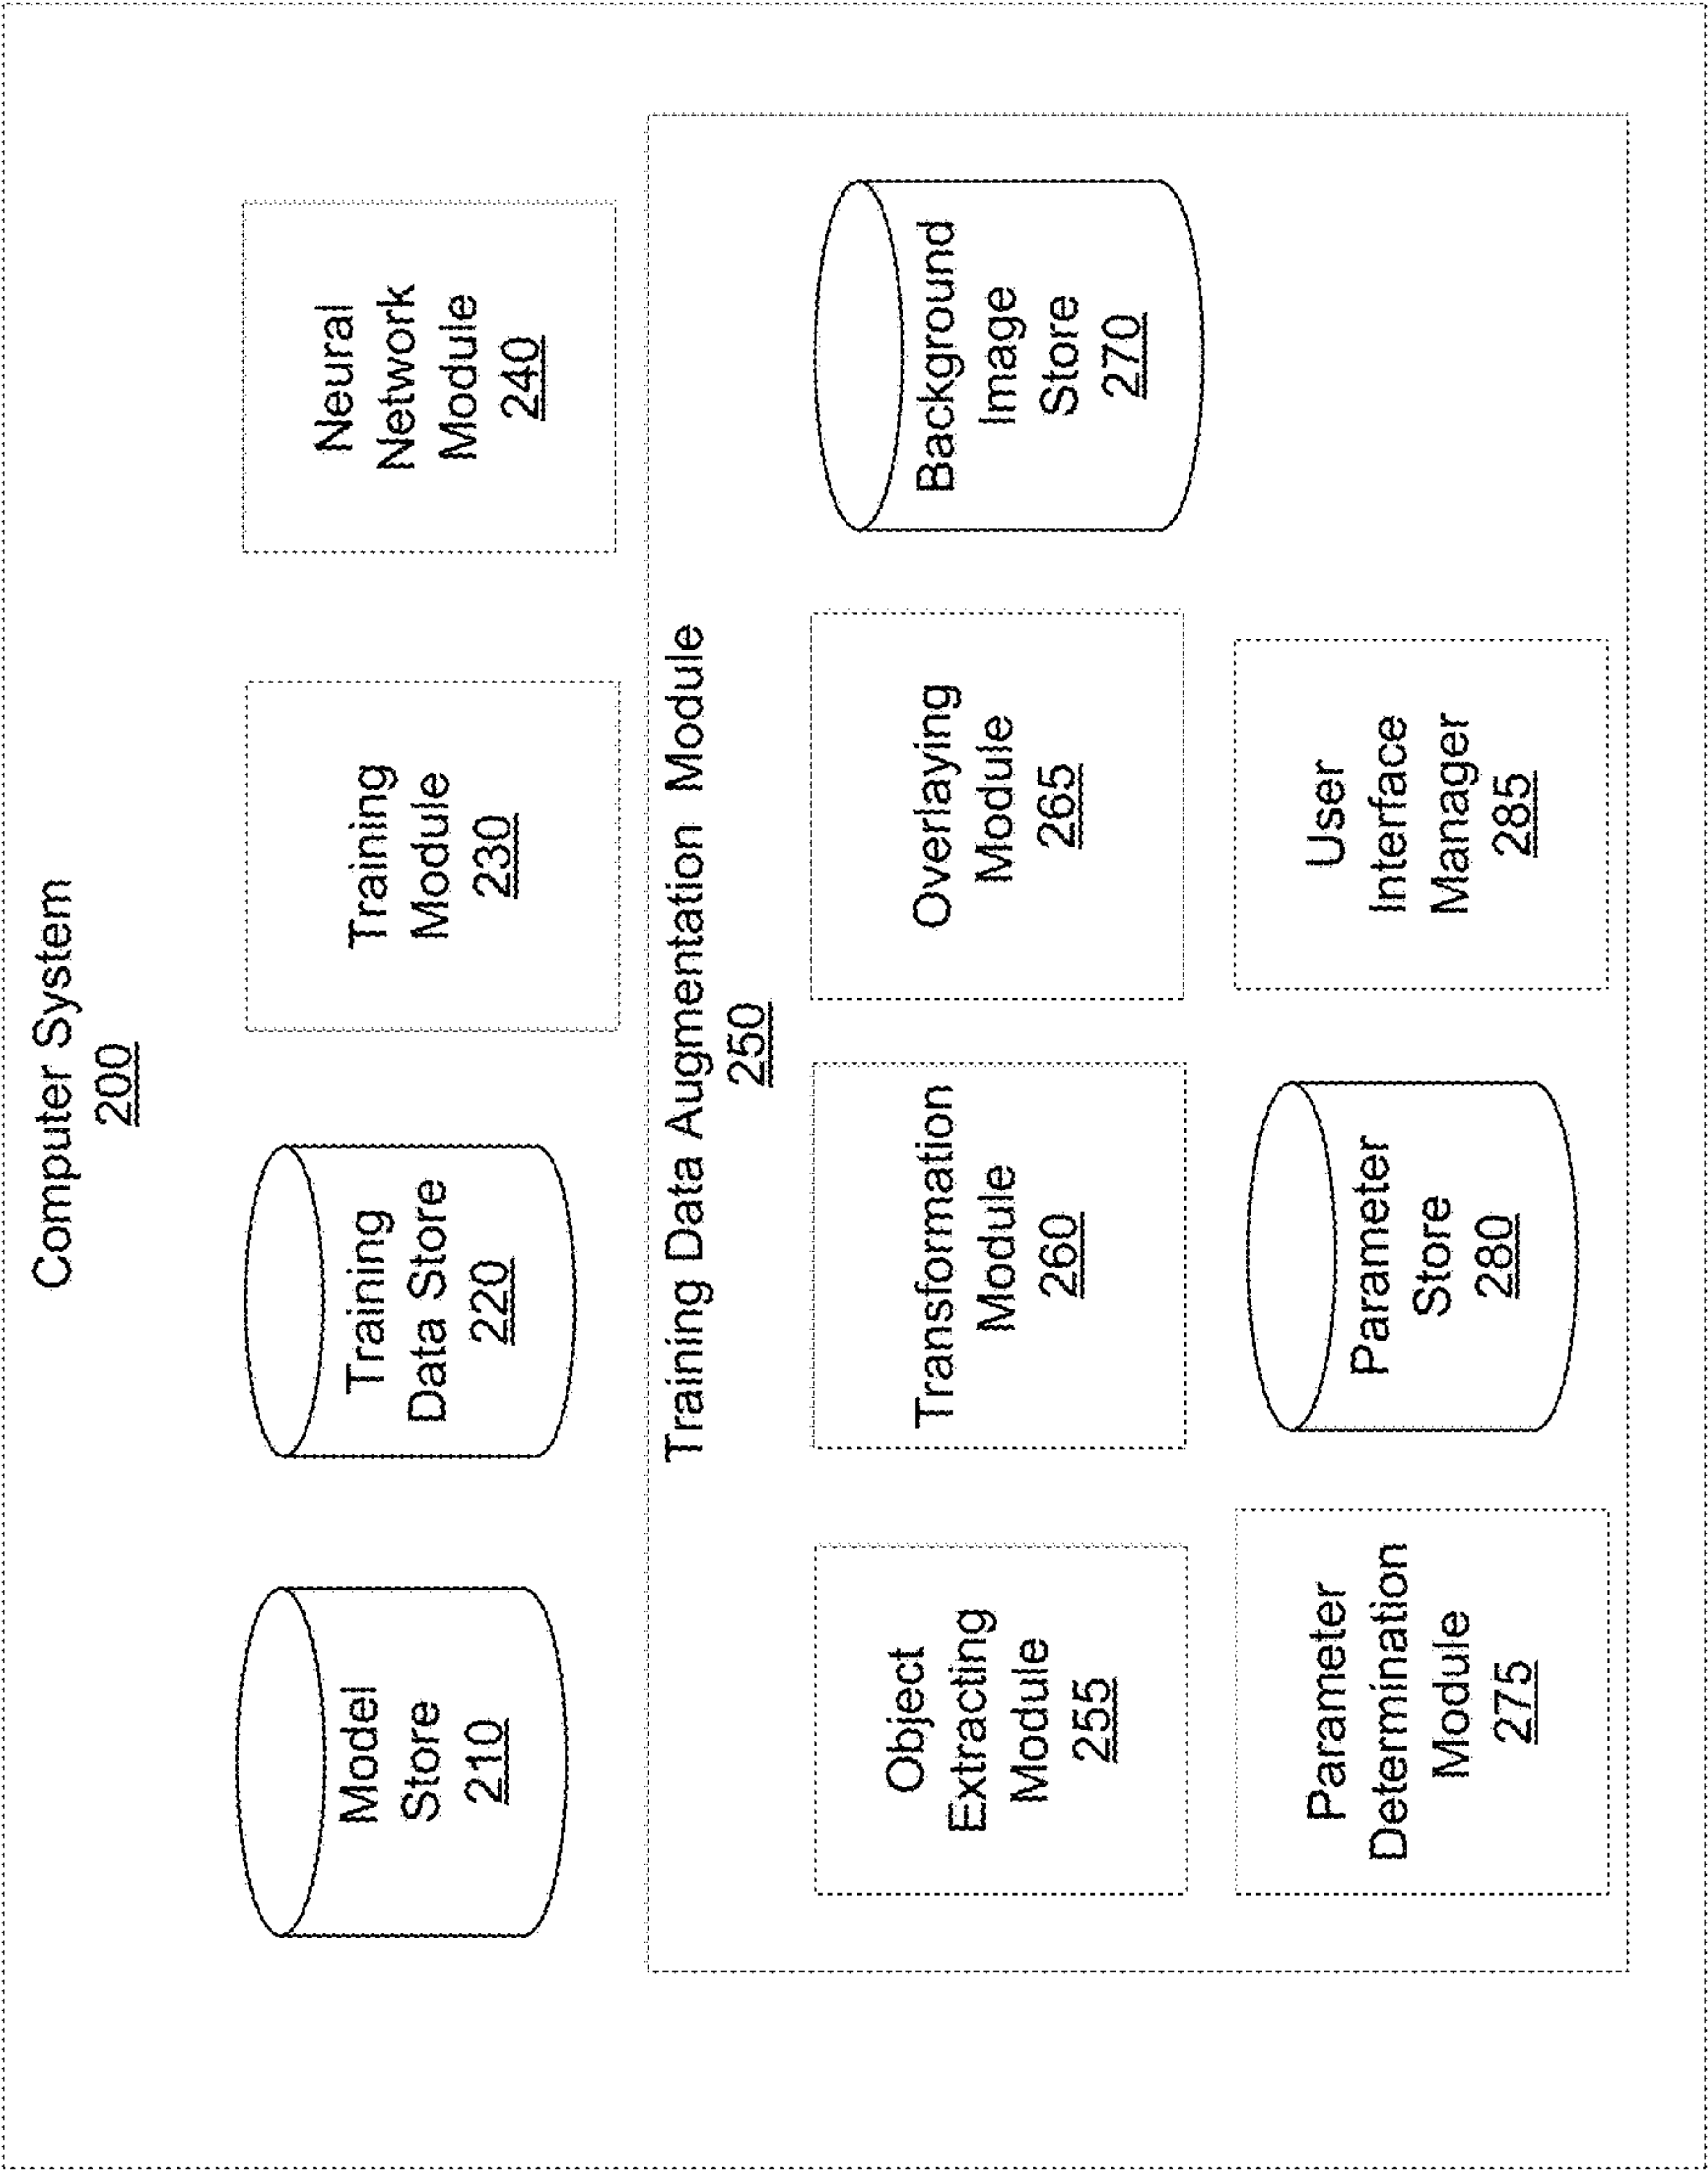 Computer System
200
Model
Store
210
Training
Data Store
220
Training
Module
230
Neural
Network
Module
240
Training Data Augmentation Module
250
Object
Extracting
Module
255
Transformation
Module
260
Overlaying
Module
265
Background
Image
Store
270
Parameter
Determination
Module
275
Parameter
Store
280
User
Interface
Manager
285